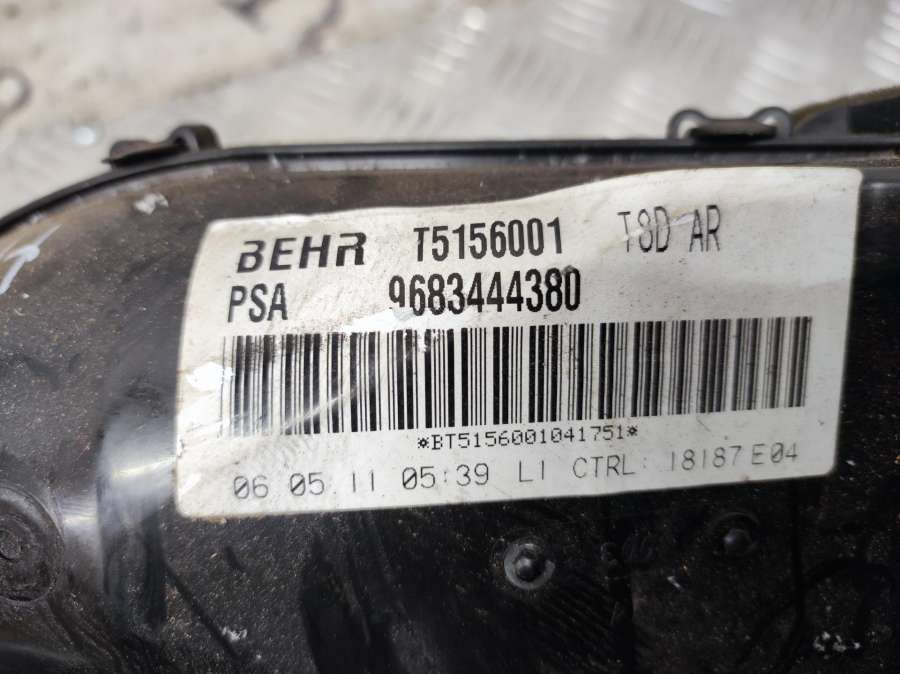 BEHR T5156001 T8D AR
PSA 9683444380
*BT5156001041751*
06.05.11 05:39 L1 CTRL: 18187 E04